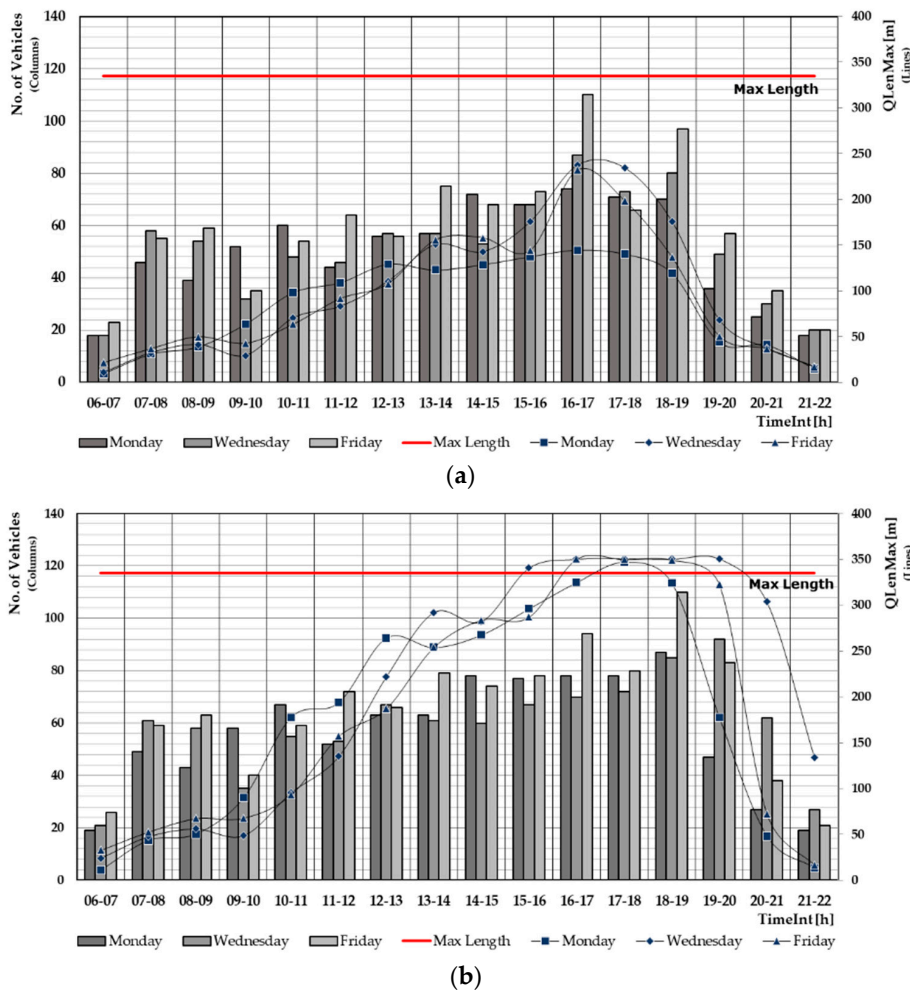 140
120
100
80
60
40
20
0
No. of Vehicles
(Columns)
400
350
300
250
200
150
100
50
0
QLenMax [m]
(Lines)
Max Length
06-07 07-08 08-09 09-10 10-11 11-12 12-13 13-14 14-15 15-16 16-17 17-18 18-19 19-20 20-21 21-22
TimeInt [h]
Monday Wednesday Friday Max Length Monday Wednesday Friday
(a)
140
120
100
80
60
40
20
0
No. of Vehicles
(Columns)
400
350
300
250
200
150
100
50
0
QLenMax [m]
(Lines)
Max Length
06-07 07-08 08-09 09-10 10-11 11-12 12-13 13-14 14-15 15-16 16-17 17-18 18-19 19-20 20-21 21-22
TimeInt [h]
Monday Wednesday Friday Max Length Monday Wednesday Friday
(b)